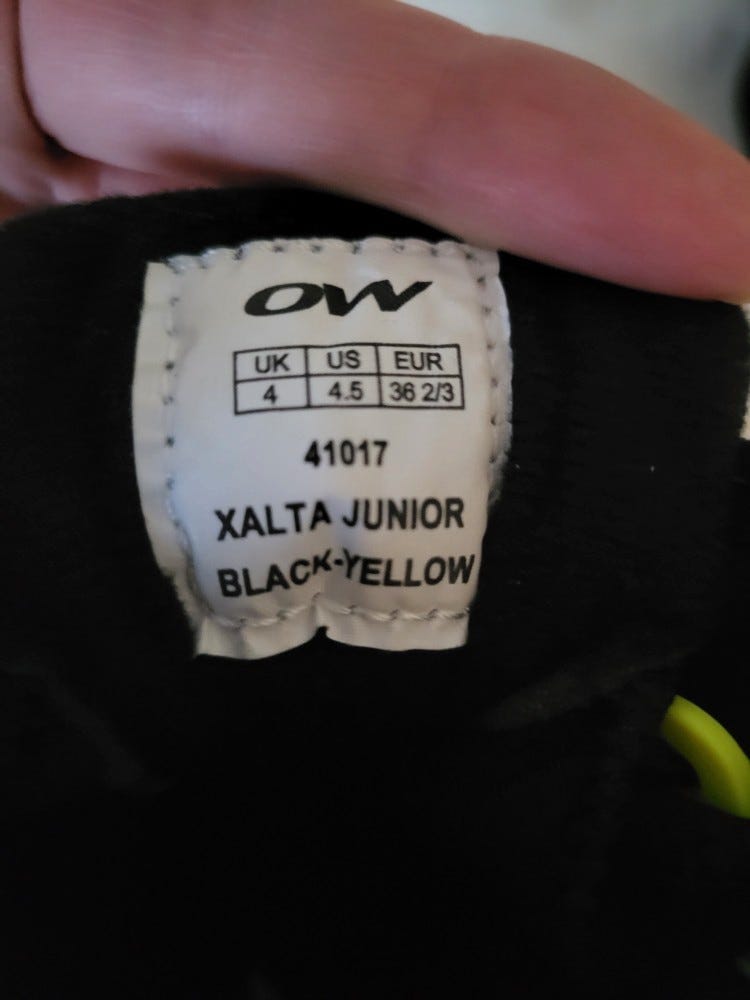 OW
UK US EUR
4 4.5 36 2/3
41017
XALTA JUNIOR
BLACK-YELLOW